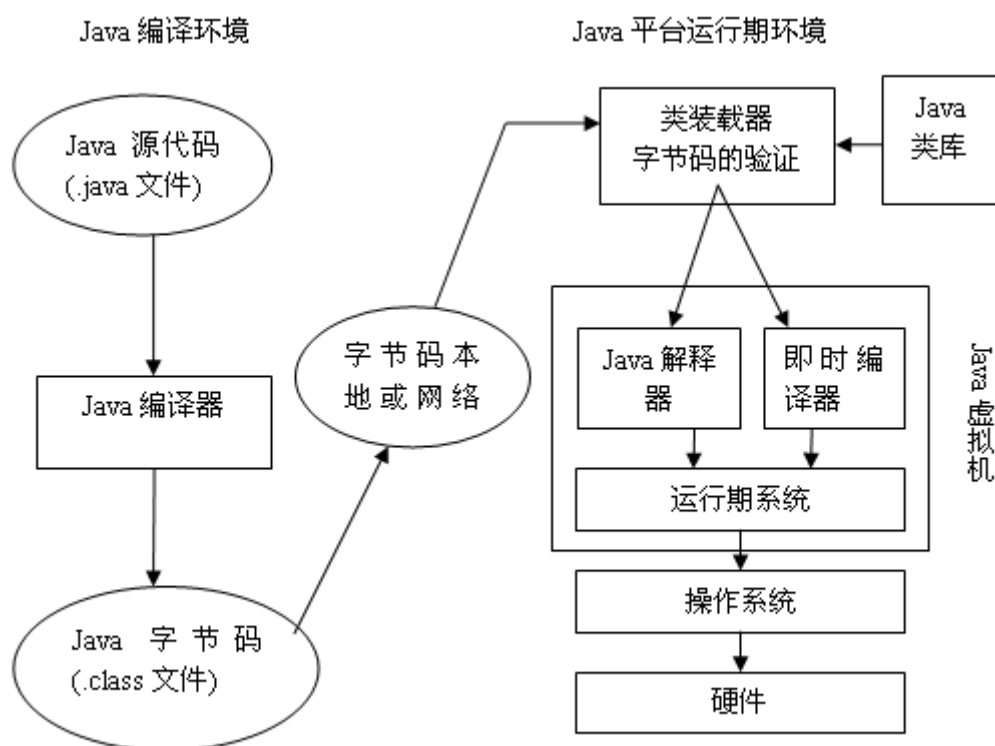 Java 编译环境
Java 平台运行期环境
Java 源代码
(.java 文件)
Java 编译器
Java 字节码
(.class 文件)
字节码本
地或网络
类装载器
字节码的验证
Java
类库
Java 解释
器
即时编
译器
运行期系统
Java 虚拟机
操作系统
硬件